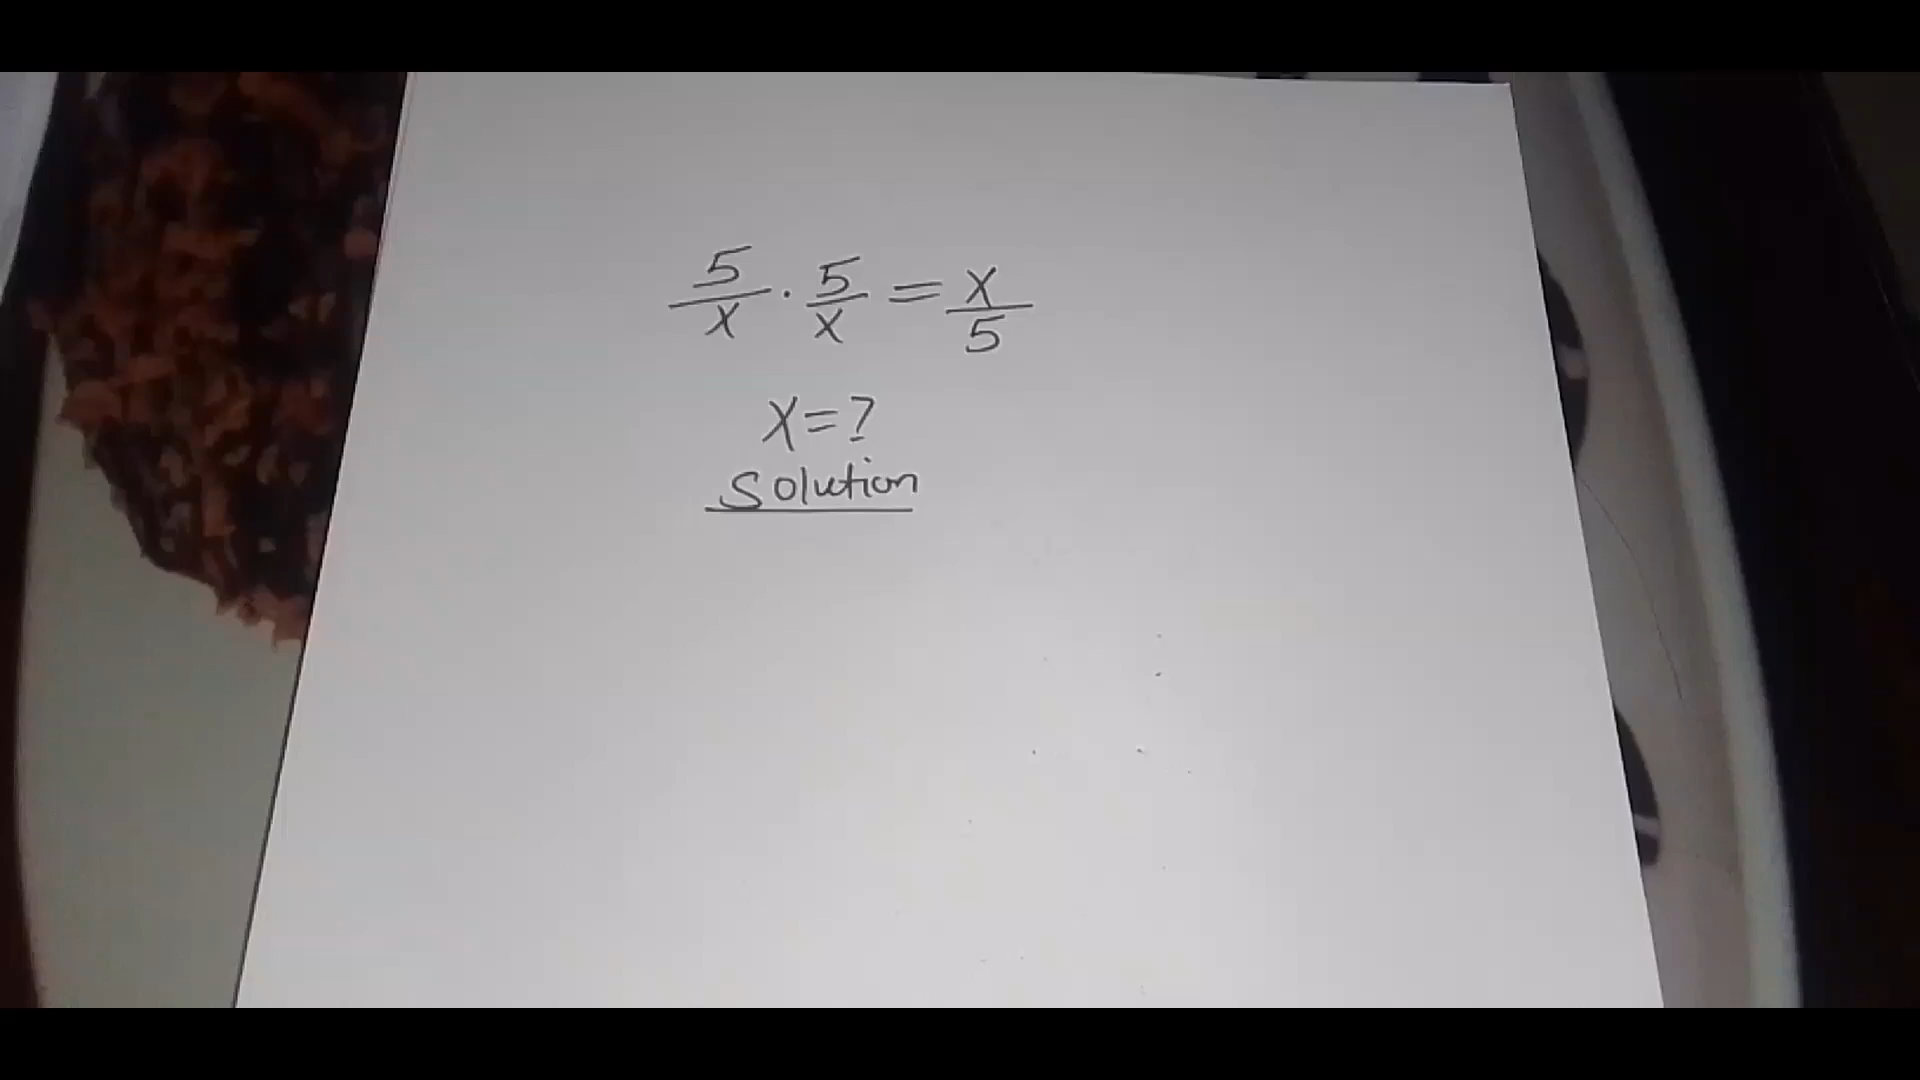 5/x · 5/x = x/5
x = ?
Solution